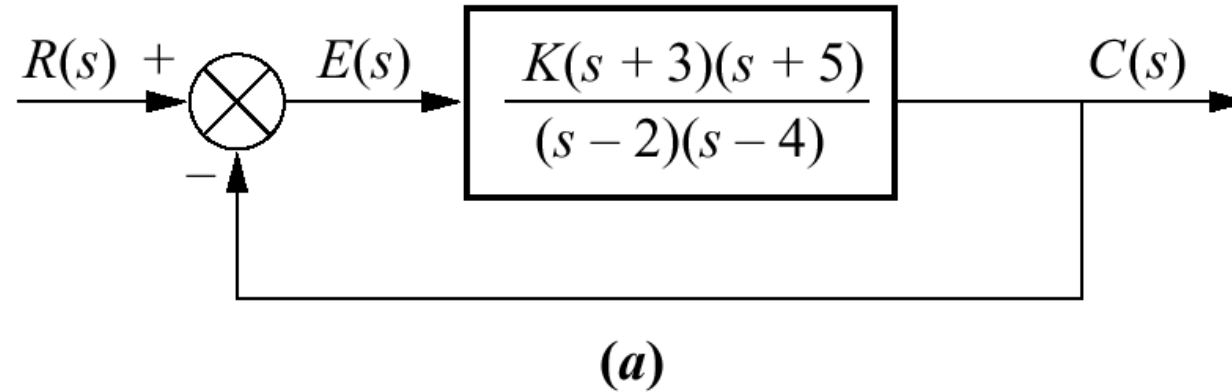 R(s) + E(s) K(s + 3)(s + 5) C(s)
(s – 2)(s – 4)
–
(a)